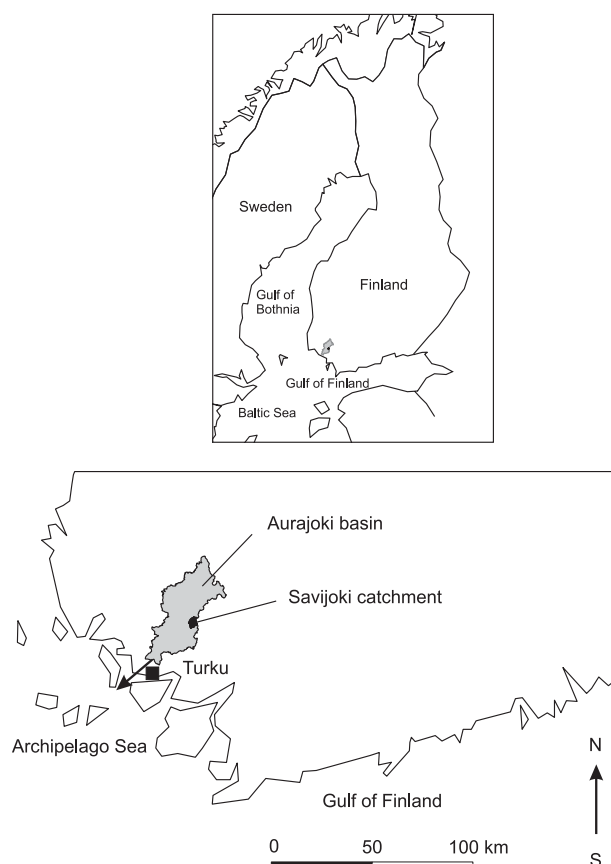 Sweden
Gulf of
Bothnia
Finland
Gulf of Finland
Baltic Sea
Aurajoki basin
Savijoki catchment
Turku
Archipelago Sea
Gulf of Finland
N
S
0 50 100 km